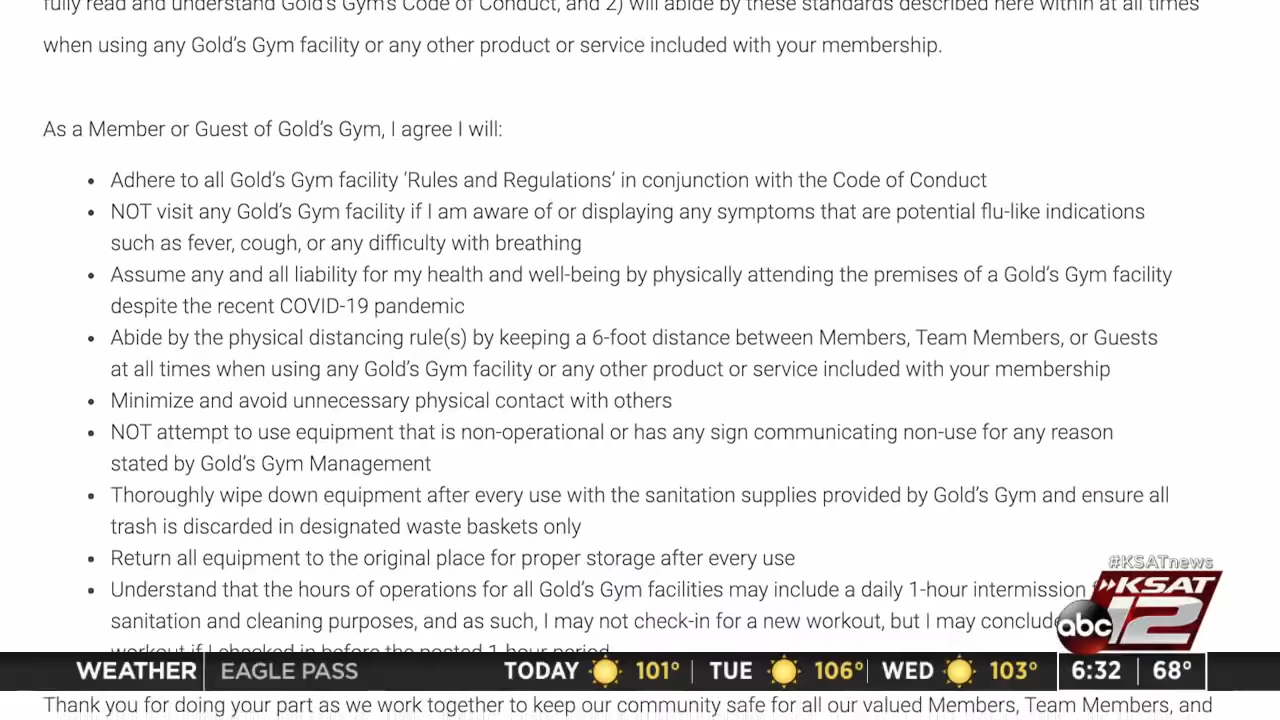 fully read and understand Gold's Gym's Code of Conduct, and 2) will abide by these standards described here within at all times
when using any Gold's Gym facility or any other product or service included with your membership.
As a Member or Guest of Gold's Gym, I agree I will:
• Adhere to all Gold's Gym facility 'Rules and Regulations' in conjunction with the Code of Conduct
• NOT visit any Gold's Gym facility if I am aware of or displaying any symptoms that are potential flu-like indications
such as fever, cough, or any difficulty with breathing
• Assume any and all liability for my health and well-being by physically attending the premises of a Gold's Gym facility
despite the recent COVID-19 pandemic
• Abide by the physical distancing rule(s) by keeping a 6-foot distance between Members, Team Members, or Guests
at all times when using any Gold's Gym facility or any other product or service included with your membership
• Minimize and avoid unnecessary physical contact with others
• NOT attempt to use equipment that is non-operational or has any sign communicating non-use for any reason
stated by Gold's Gym Management
• Thoroughly wipe down equipment after every use with the sanitation supplies provided by Gold's Gym and ensure all
trash is discarded in designated waste baskets only
• Return all equipment to the original place for proper storage after every use
#KSATnews
• Understand that the hours of operations for all Gold's Gym facilities may include a daily 1-hour intermission
KSAT
sanitation and cleaning purposes, and as such, I may not check-in for a new workout, but I may conclude
abc 12
workout if I checked in before the posted 1-hour period
WEATHER EAGLE PASS TODAY 101° TUE 106° WED 103° 6:32 68°
Thank you for doing your part as we work together to keep our community safe for all our valued Members, Team Members, and